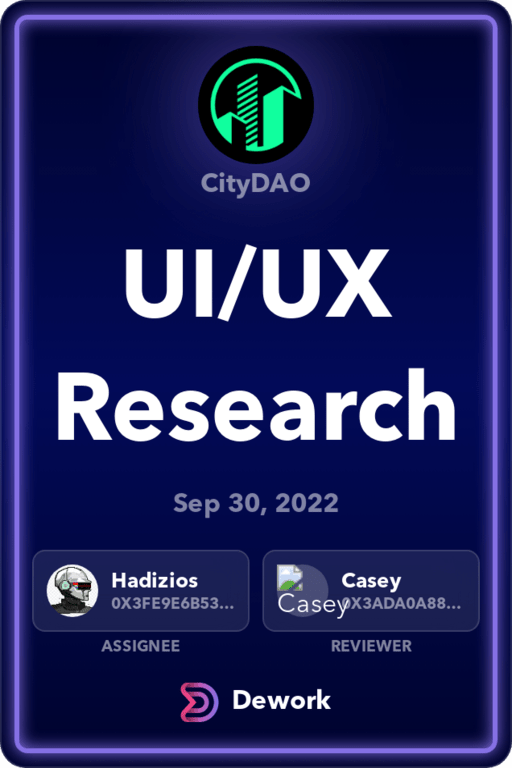 CityDAO
UI/UX
Research
Sep 30, 2022
Hadizios
0X3FE9E6B53...
Casey
Casey
0X3ADA0A88...
ASSIGNEE
REVIEWER
Dework